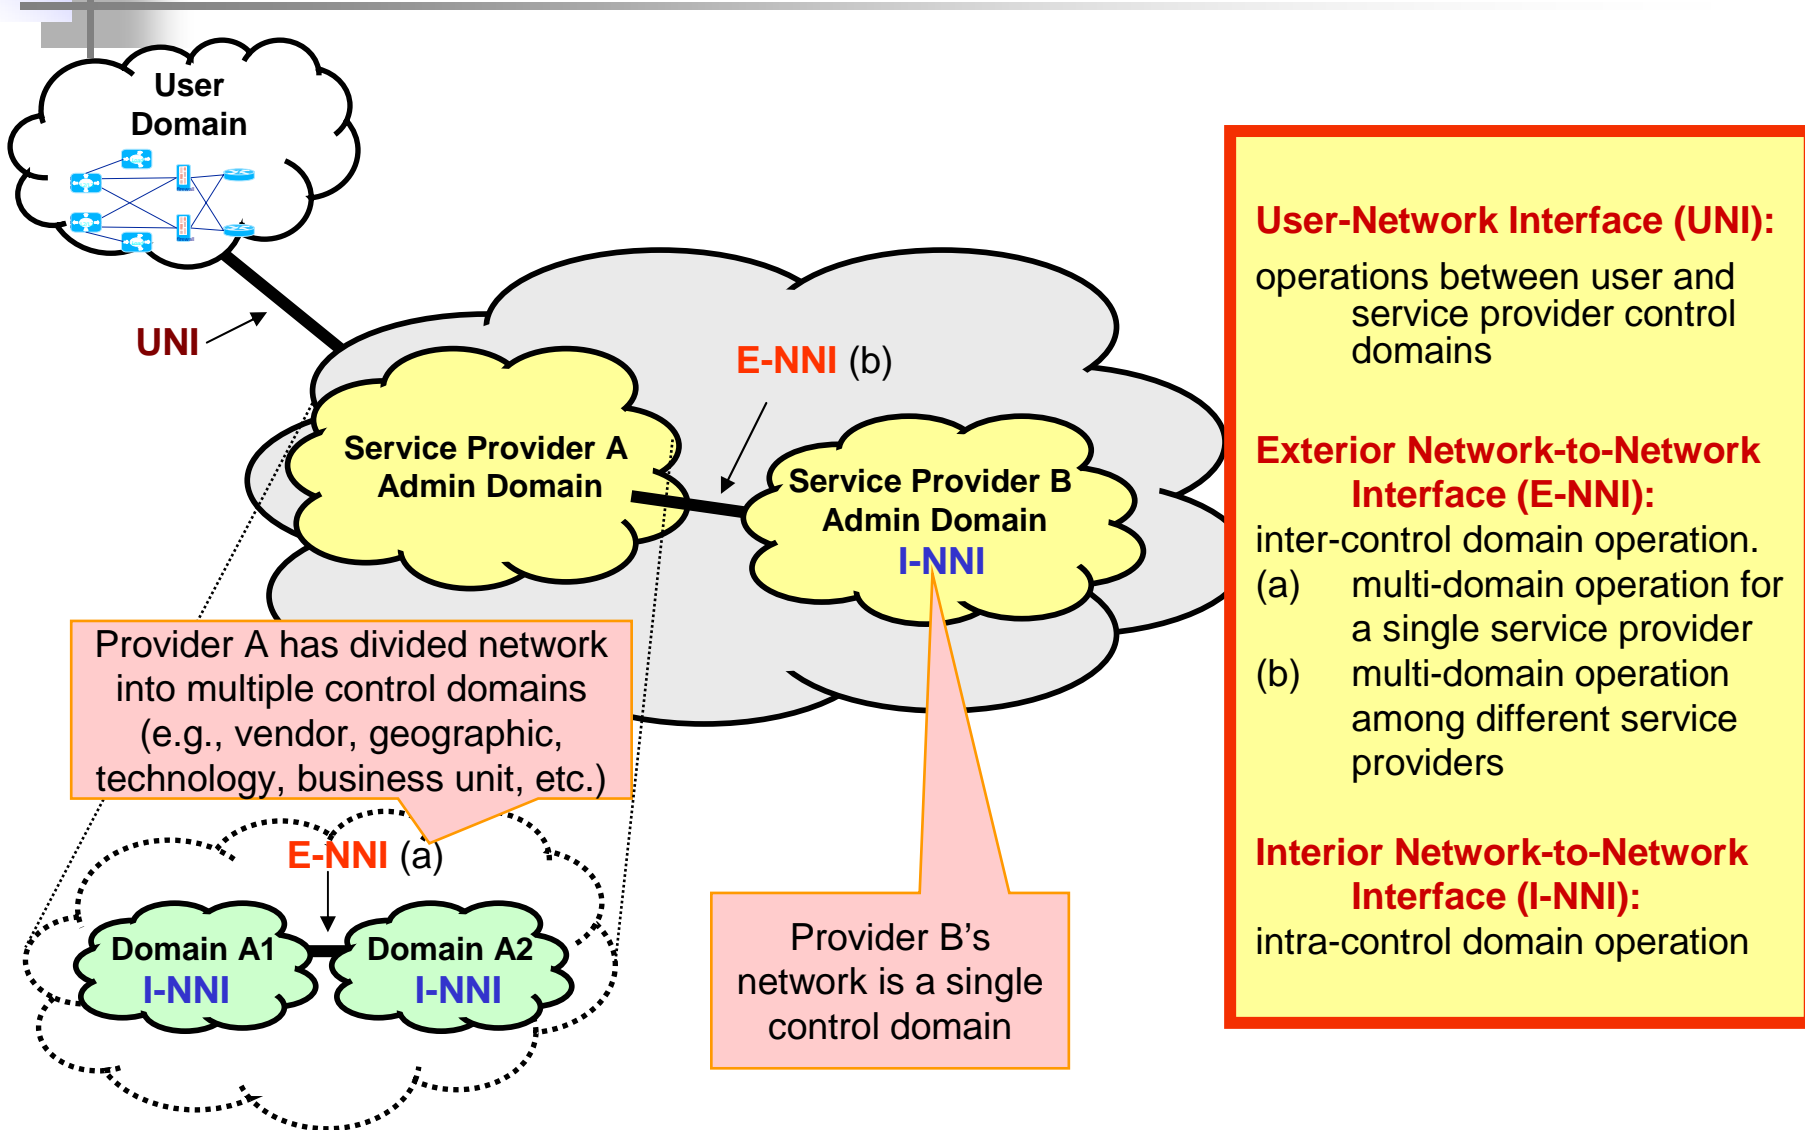 User
Domain
UNI
E-NNI (b)
Service Provider A
Admin Domain
Service Provider B
Admin Domain
I-NNI
Provider A has divided network
into multiple control domains
(e.g., vendor, geographic,
technology, business unit, etc.)
E-NNI (a)
Domain A1
I-NNI
Domain A2
I-NNI
Provider B’s
network is a single
control domain
User-Network Interface (UNI):
operations between user and
service provider control
domains
Exterior Network-to-Network
Interface (E-NNI):
inter-control domain operation.
(a) multi-domain operation for
a single service provider
(b) multi-domain operation
among different service
providers
Interior Network-to-Network
Interface (I-NNI):
intra-control domain operation